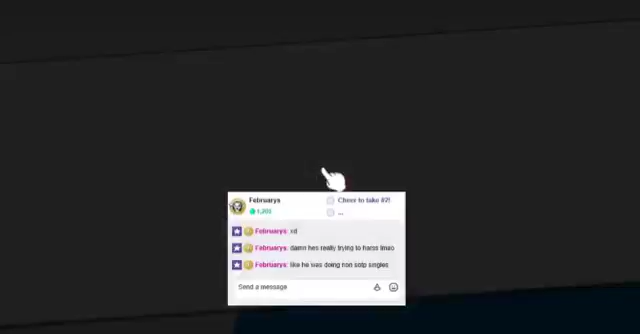 Februarys
1,200
Cheer to take #2!
...
Februarys: xd
Februarys: damn hes really trying to harss lmao
Februarys: like he was doing non sotp singles
Send a message